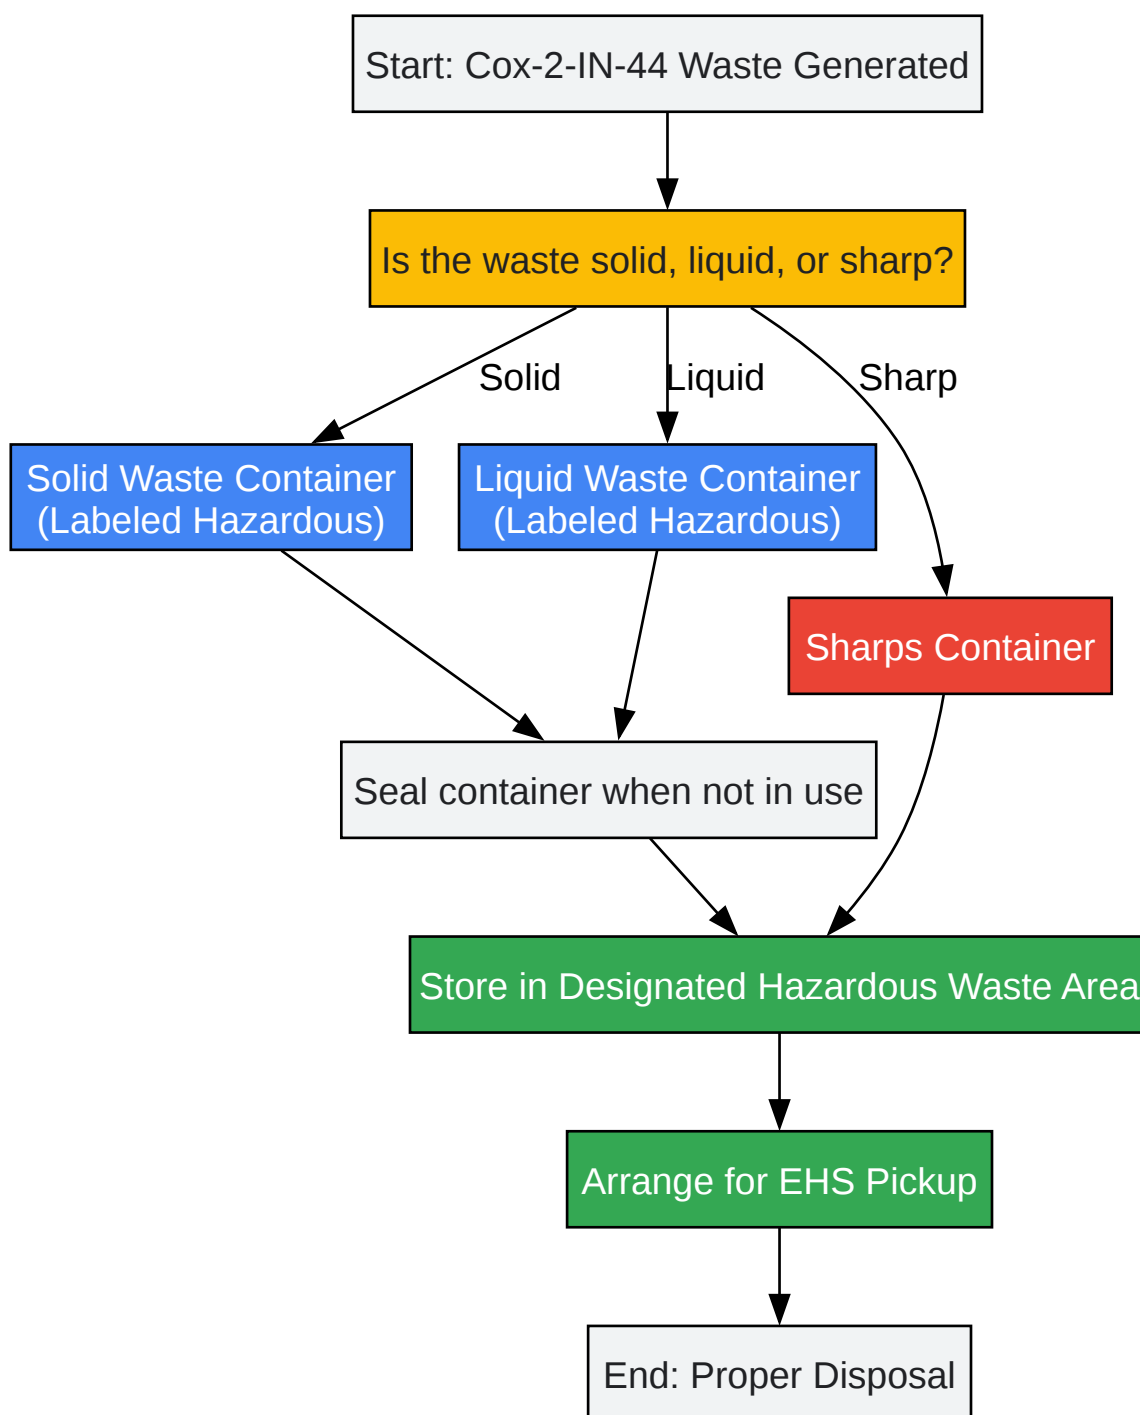 Start: Cox-2-IN-44 Waste Generated
Is the waste solid, liquid, or sharp?
Solid
Liquid
Sharp
Solid Waste Container
(Labeled Hazardous)
Liquid Waste Container
(Labeled Hazardous)
Sharps Container
Seal container when not in use
Store in Designated Hazardous Waste Area
Arrange for EHS Pickup
End: Proper Disposal